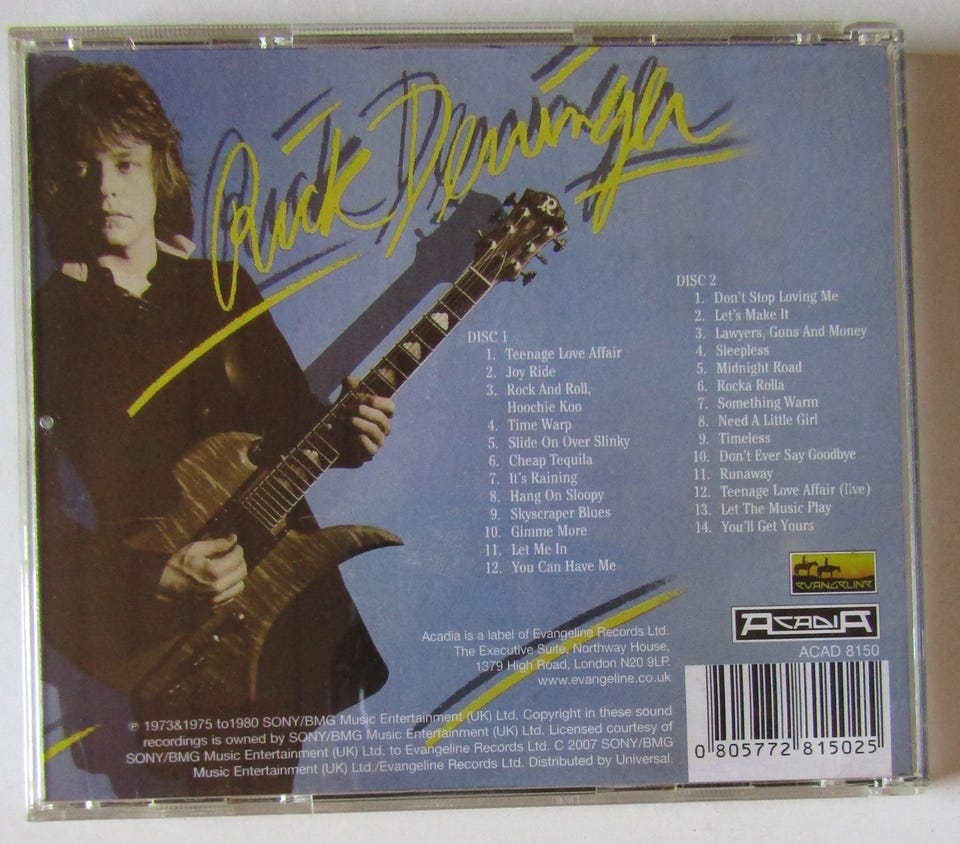 Rick Derringer
R
DISC 1
1. Teenage Love Affair
2. Joy Ride
3. Rock And Roll,
Hoochie Koo
4. Time Warp
5. Slide On Over Slinky
6. Cheap Tequila
7. It's Raining
8. Hang On Sloopy
9. Skyscraper Blues
10. Gimme More
11. Let Me In
12. You Can Have Me
DISC 2
1. Don't Stop Loving Me
2. Let's Make It
3. Lawyers, Guns And Money
4. Sleepless
5. Midnight Road
6. Rocka Rolla
7. Something Warm
8. Need A Little Girl
9. Timeless
10. Don't Ever Say Goodbye
11. Runaway
12. Teenage Love Affair (live)
13. Let The Music Play
14. You'll Get Yours
EVANGELINE
ACADIA
ACAD 8150
Acadia is a label of Evangeline Records Ltd.
The Executive Suite, Northway House,
1379 High Road, London N20 9LP.
www.evangeline.co.uk
℗ 1973&1975 to1980 SONY/BMG Music Entertainment (UK) Ltd. Copyright in these sound
recordings is owned by SONY/BMG Music Entertainment (UK) Ltd. Licensed courtesy of
SONY/BMG Music Entertainment (UK) Ltd. to Evangeline Records Ltd. C 2007 SONY/BMG
Music Entertainment (UK) Ltd./Evangeline Records Ltd. Distributed by Universal.
0 805772 815025